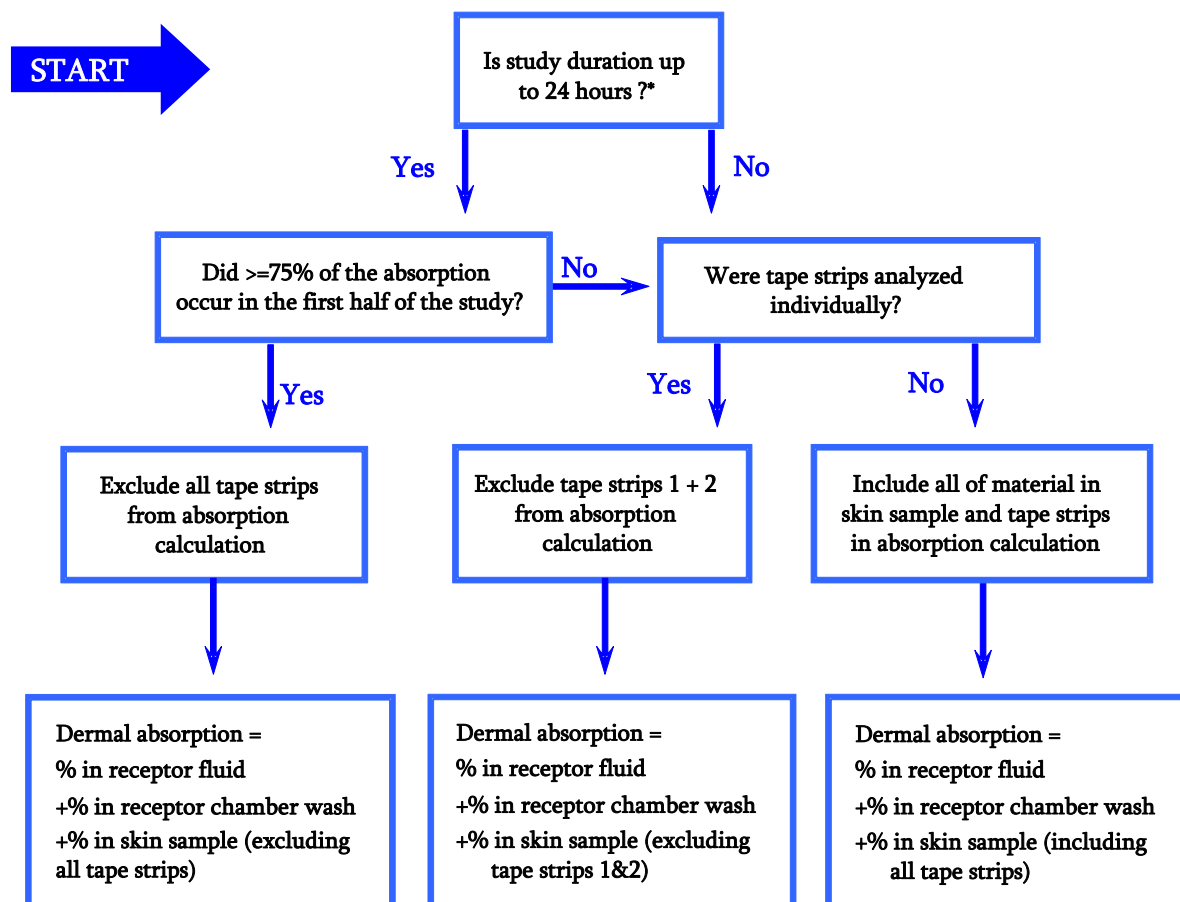 START
Is study duration up
to 24 hours ?*
Yes
No
Did >=75% of the absorption
occur in the first half of the study?
No
Were tape strips analyzed
individually?
Yes
Yes
No
Exclude all tape strips
from absorption
calculation
Exclude tape strips 1 + 2
from absorption
calculation
Include all of material in
skin sample and tape strips
in absorption calculation
Dermal absorption =
% in receptor fluid
+% in receptor chamber wash
+% in skin sample (excluding
all tape strips)
Dermal absorption =
% in receptor fluid
+% in receptor chamber wash
+% in skin sample (excluding
tape strips 1&2)
Dermal absorption =
% in receptor fluid
+% in receptor chamber wash
+% in skin sample (including
all tape strips)